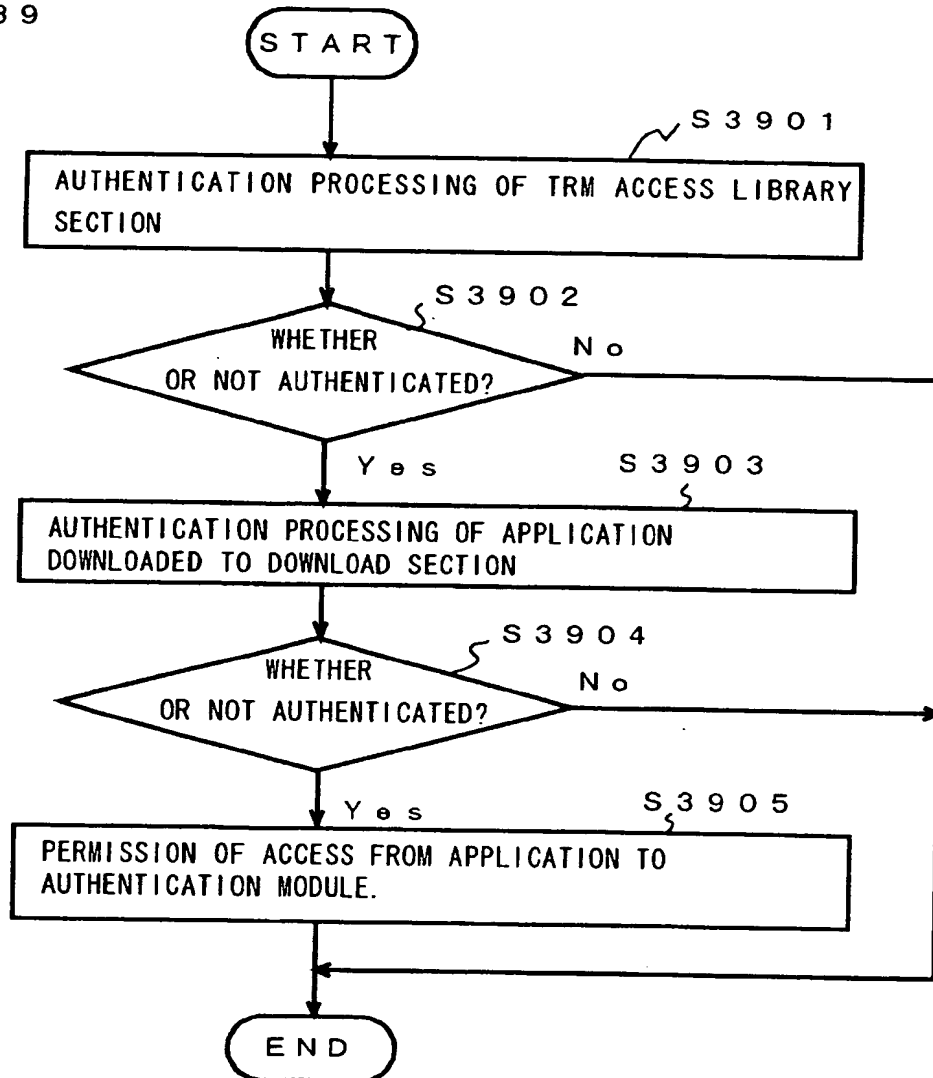 39
START
S3901
AUTHENTICATION PROCESSING OF TRM ACCESS LIBRARY
SECTION
S3902
WHETHER
OR NOT AUTHENTICATED?
No
Yes
S3903
AUTHENTICATION PROCESSING OF APPLICATION
DOWNLOADED TO DOWNLOAD SECTION
S3904
WHETHER
OR NOT AUTHENTICATED?
No
Yes
S3905
PERMISSION OF ACCESS FROM APPLICATION TO
AUTHENTICATION MODULE.
END